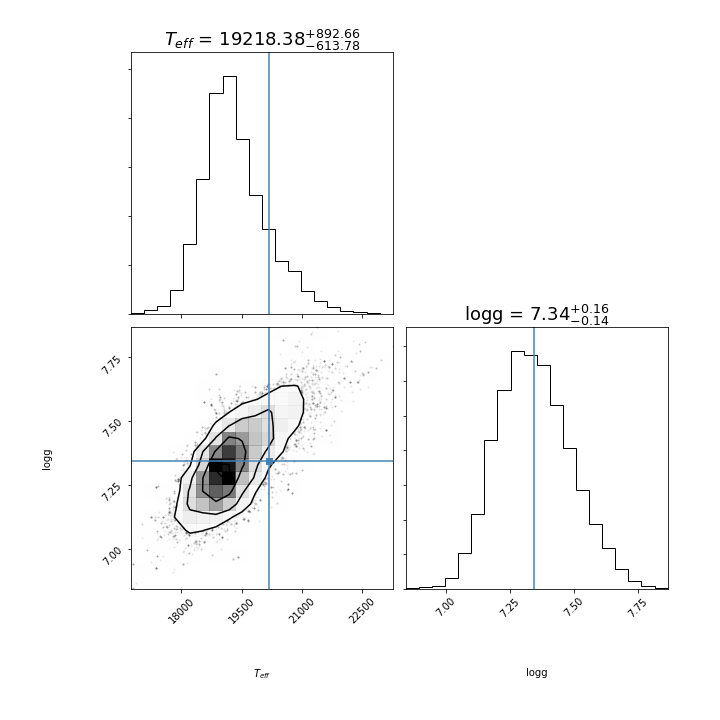 T_eff = 19218.38+892.66−613.78
logg = 7.34+0.16−0.14
7.75
7.50
7.25
7.00
logg
18000 19500 21000 22500
7.00 7.25 7.50 7.75
T_eff
logg